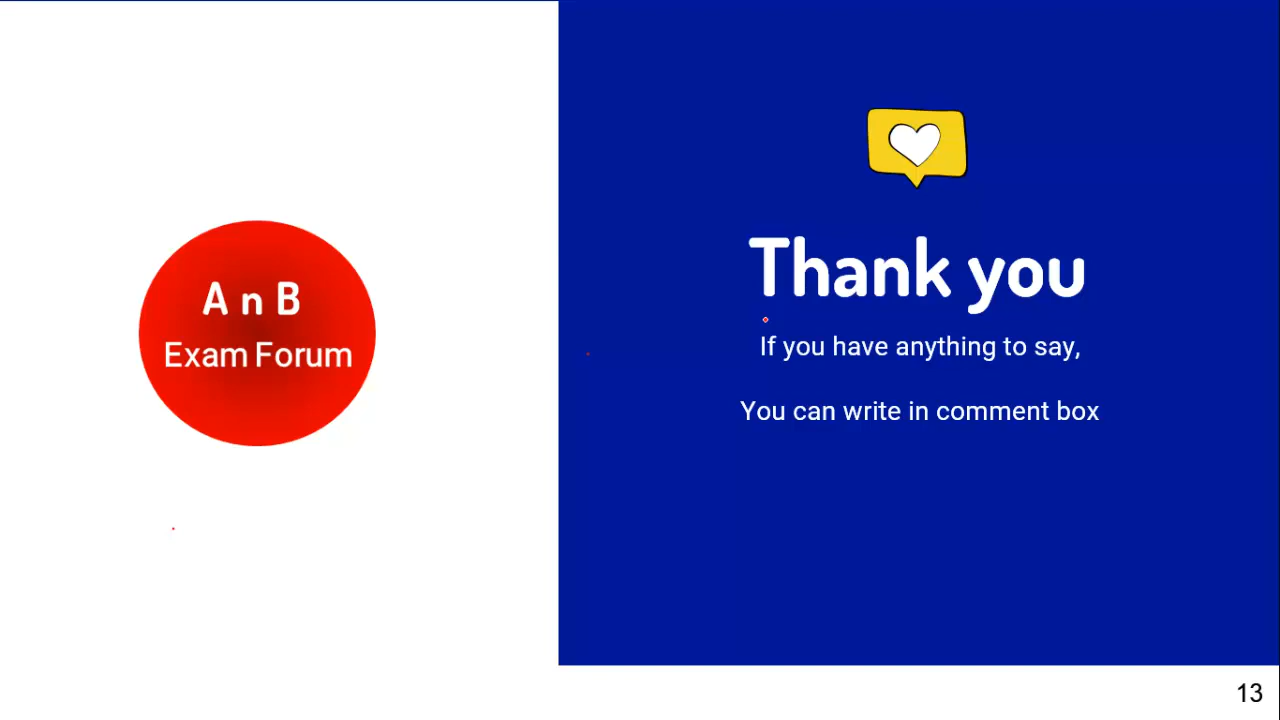 A n B
Exam Forum
Thank you
If you have anything to say,
You can write in comment box
13